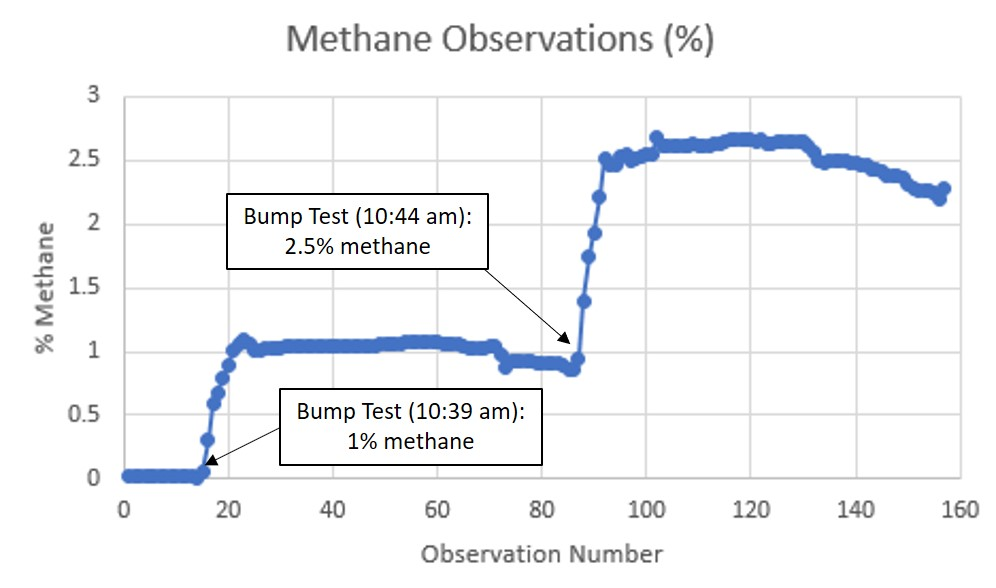 Methane Observations (%)
3
2.5
2
1.5
1
0.5
0
% Methane
Bump Test (10:44 am):
2.5% methane
Bump Test (10:39 am):
1% methane
0 20 40 60 80 100 120 140 160
Observation Number